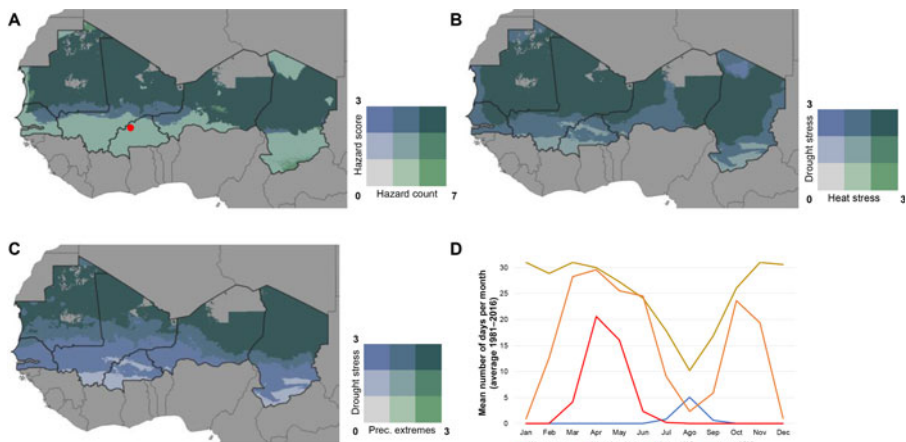 A
3
Hazard score
0
Hazard count
7
B
3
Drought stress
0
Heat stress
3
C
3
Drought stress
0
Prec. extremes
3
D
Mean number of days per month
(average 1981–2016)
30
25
20
15
10
5
0
Jan Feb Mar Apr May Jun Jul Ago Sep Oct Nov Dec